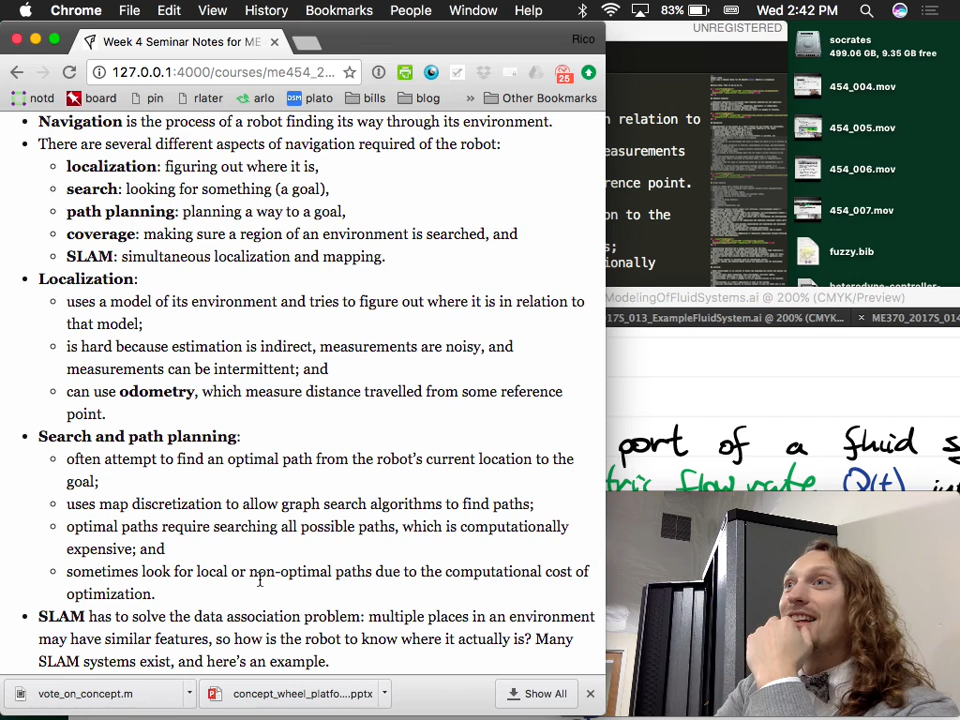 Chrome File Edit View History Bookmarks People Window Help 83% Wed 2:42 PM
Week 4 Seminar Notes for ME
Rico
127.0.0.1:4000/courses/me454_2...
25
notd board pin rlater arlo DSM plato bills blog » Other Bookmarks
Navigation is the process of a robot finding its way through its environment.
There are several different aspects of navigation required of the robot:
localization: figuring out where it is,
search: looking for something (a goal),
path planning: planning a way to a goal,
coverage: making sure a region of an environment is searched, and
SLAM: simultaneous localization and mapping.
Localization:
uses a model of its environment and tries to figure out where it is in relation to
that model;
is hard because estimation is indirect, measurements are noisy, and
measurements can be intermittent; and
can use odometry, which measure distance travelled from some reference
point.
Search and path planning:
often attempt to find an optimal path from the robot's current location to the
goal;
uses map discretization to allow graph search algorithms to find paths;
optimal paths require searching all possible paths, which is computationally
expensive; and
sometimes look for local or non-optimal paths due to the computational cost of
optimization.
SLAM has to solve the data association problem: multiple places in an environment
may have similar features, so how is the robot to know where it actually is? Many
SLAM systems exist, and here's an example.
vote_on_concept.m
concept_wheel_platfo....pptx
Show All
UNREGISTERED
n relation to
easurements
rence point.
on to the
s;
ionally
socrates
499.06 GB, 9.35 GB free
454_004.mov
454_005.mov
454_006.mov
454_007.mov
fuzzy.bib
heterodyne-controller-
ModelingOfFluidSystems.ai @ 200% (CMYK/Preview)
2017S_013_ExampleFluidSystem.ai @ 200% (CMYK... × ME370_2017S_014
port of a fluid sy
tric flow rate Q(t) in